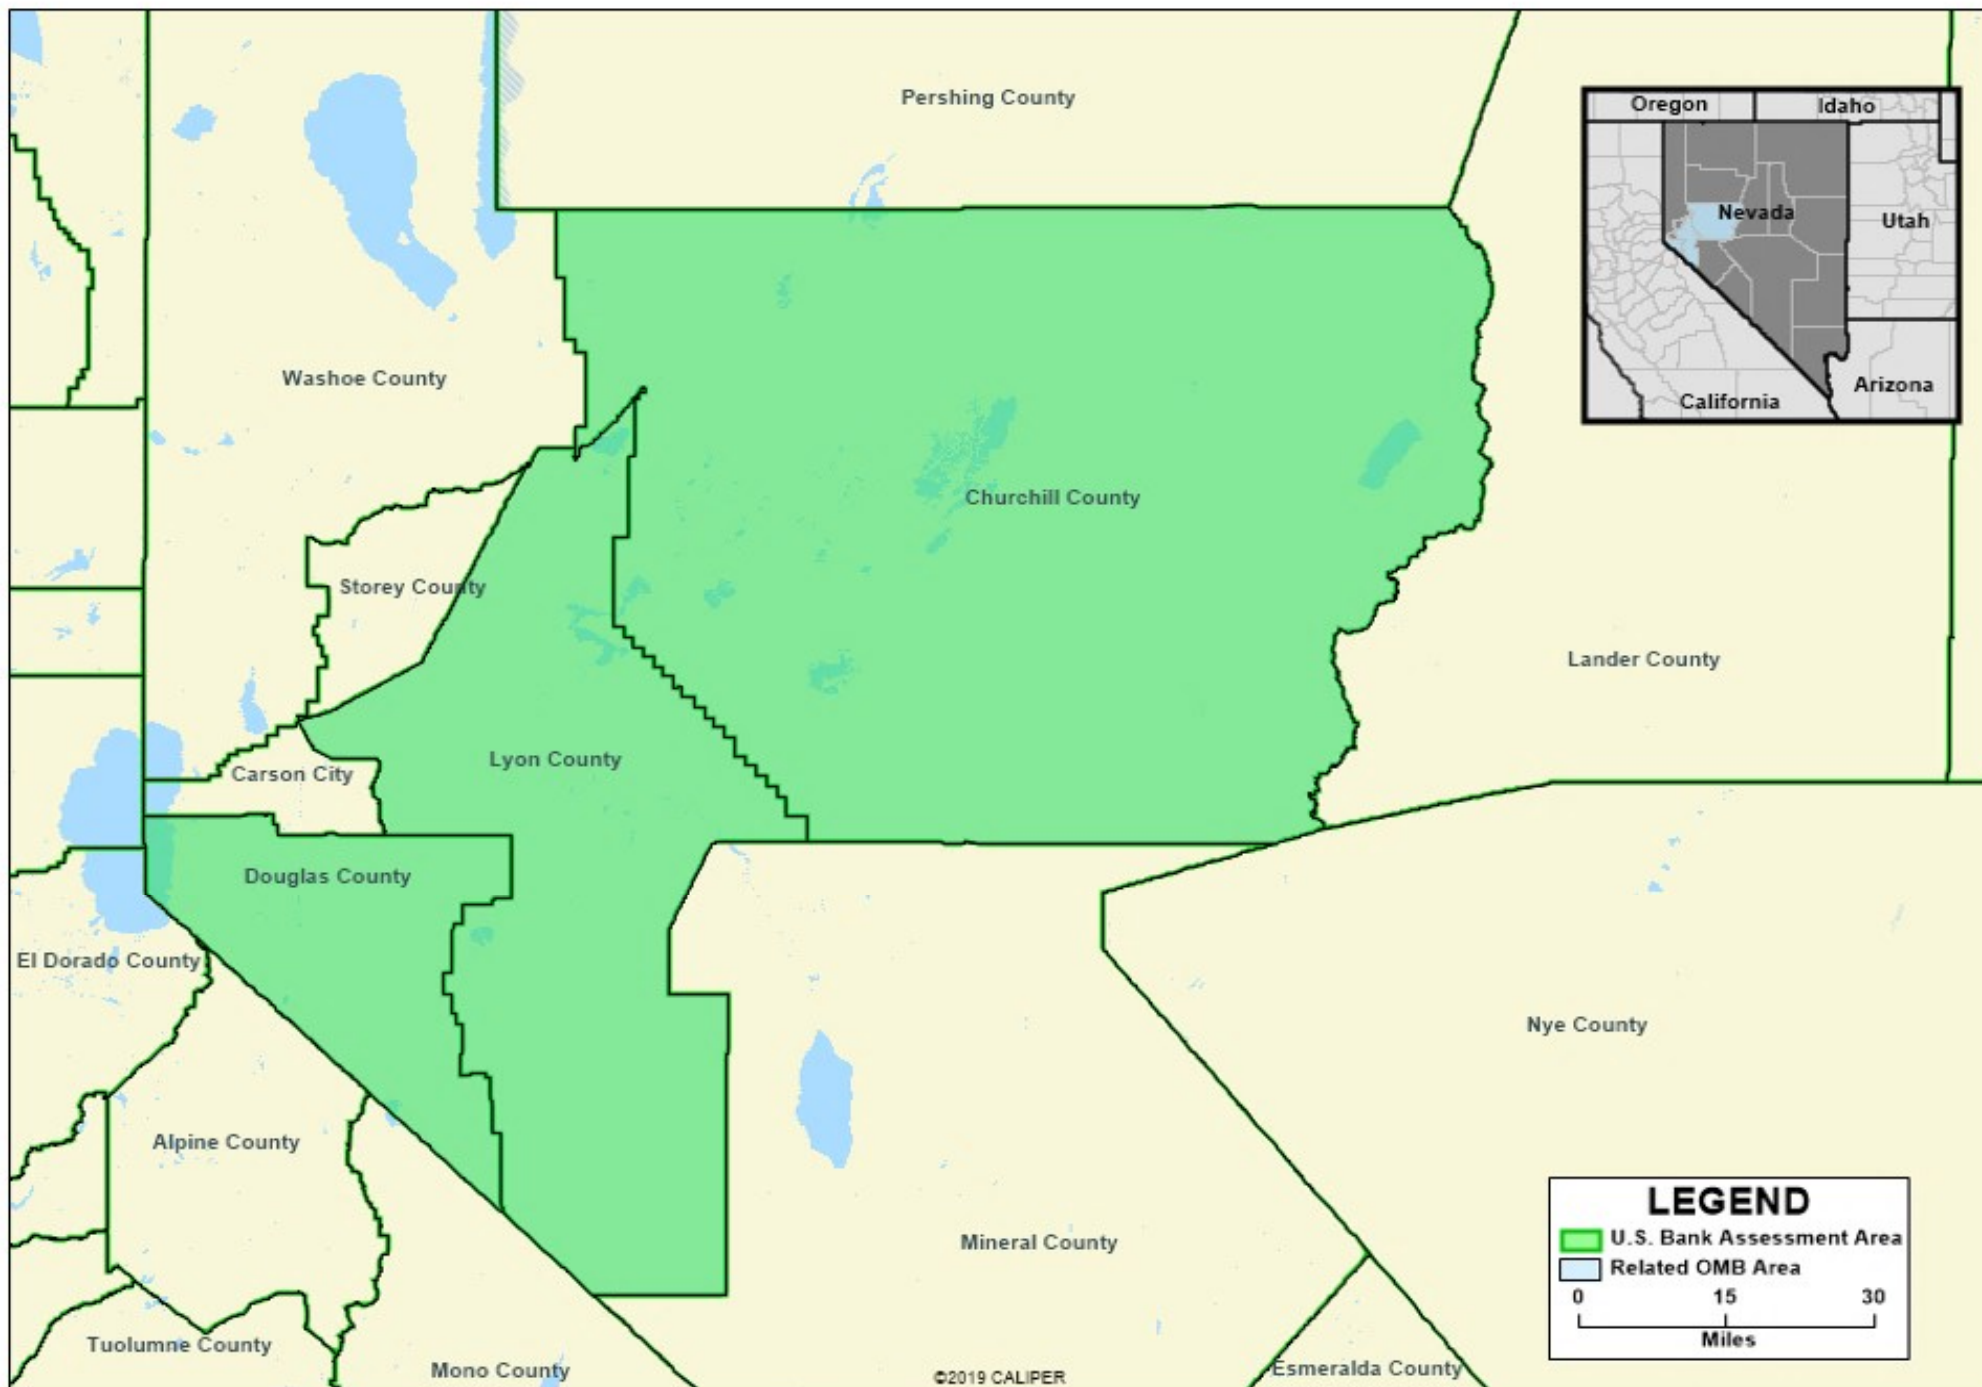 Pershing County
Oregon
Idaho
Nevada
Utah
Washoe County
Arizona
California
Churchill County
Storey County
Lander County
Lyon County
Carson City
Douglas County
El Dorado County
Nye County
Alpine County
Mineral County
LEGEND
U.S. Bank Assessment Area
Related OMB Area
0 15 30
Miles
Tuolumne County
Mono County
©2019 CALIPER
Esmeralda County